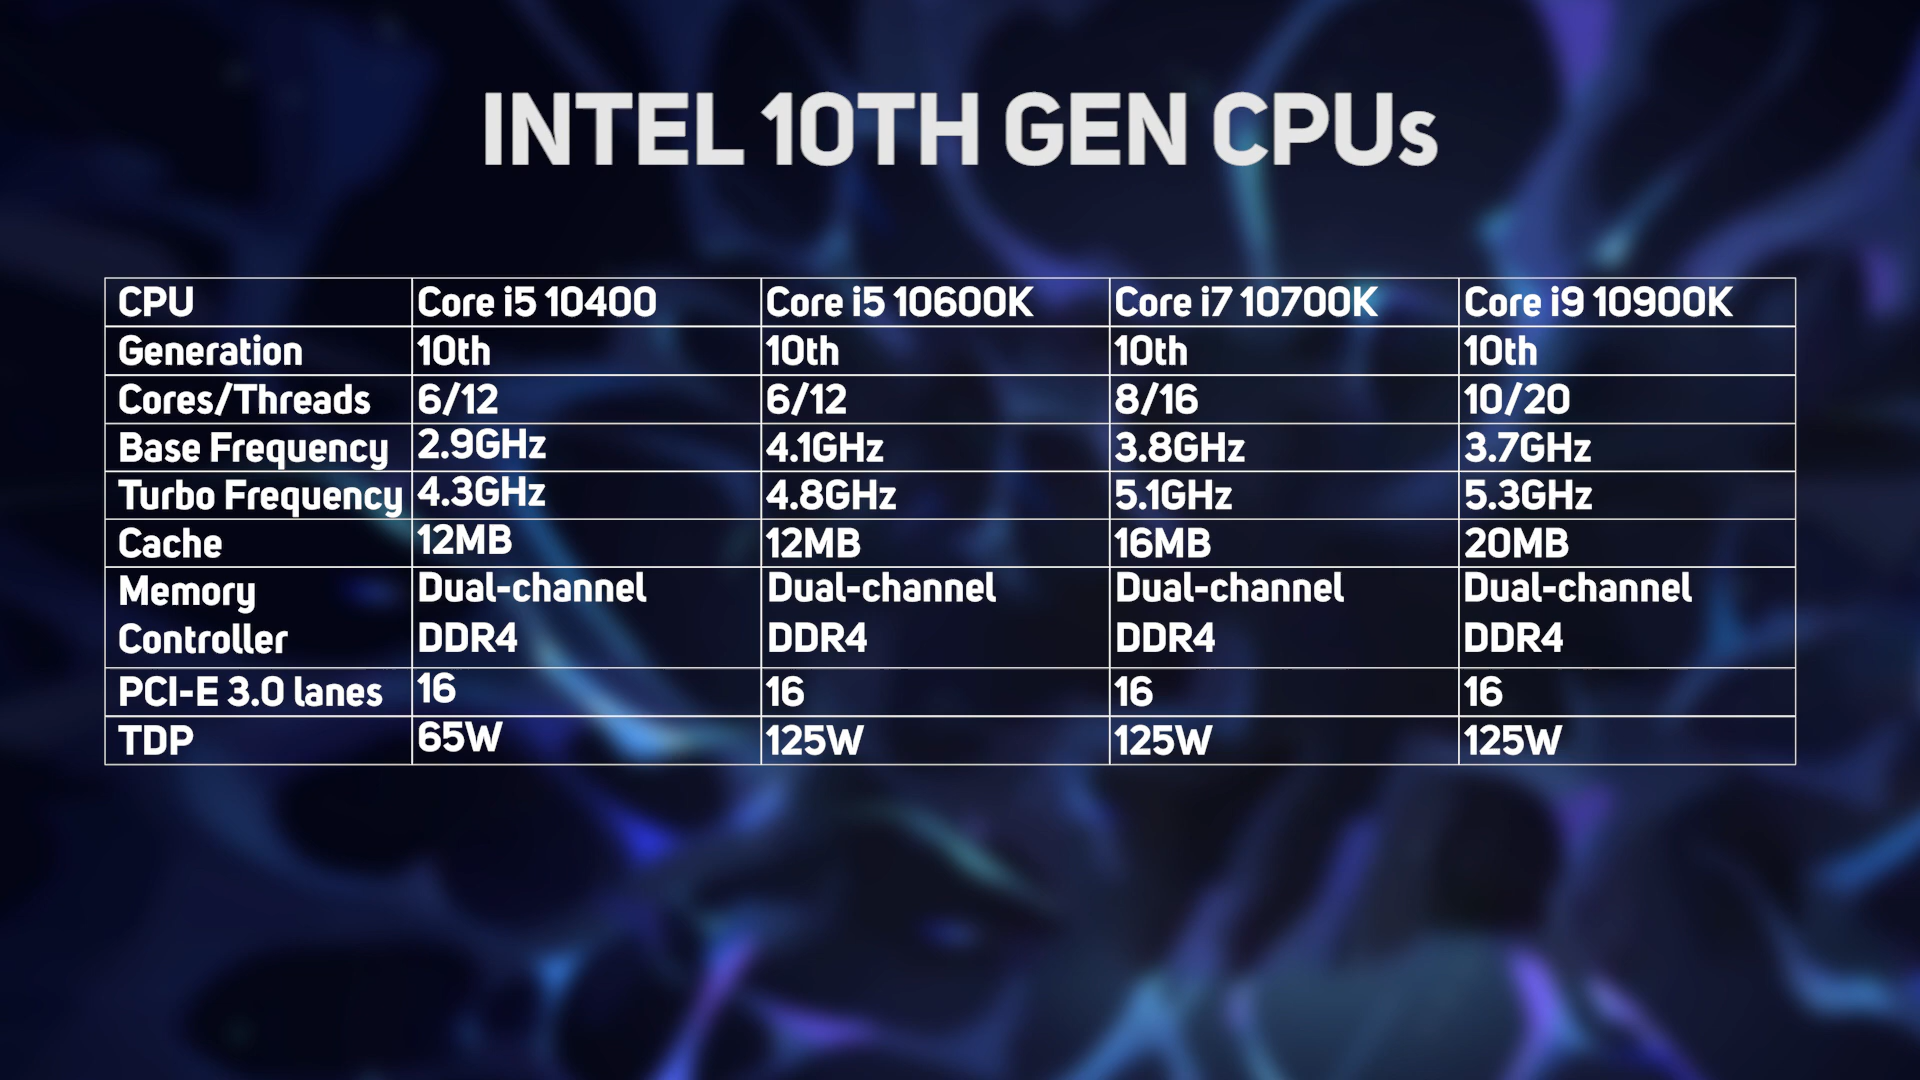 INTEL 10TH GEN CPUs
CPU Core i5 10400 Core i5 10600K Core i7 10700K Core i9 10900K
Generation 10th 10th 10th 10th
Cores/Threads 6/12 6/12 8/16 10/20
Base Frequency 2.9GHz 4.1GHz 3.8GHz 3.7GHz
Turbo Frequency 4.3GHz 4.8GHz 5.1GHz 5.3GHz
Cache 12MB 12MB 16MB 20MB
Memory Dual-channel Dual-channel Dual-channel Dual-channel
Controller DDR4 DDR4 DDR4 DDR4
PCI-E 3.0 lanes 16 16 16 16
TDP 65W 125W 125W 125W